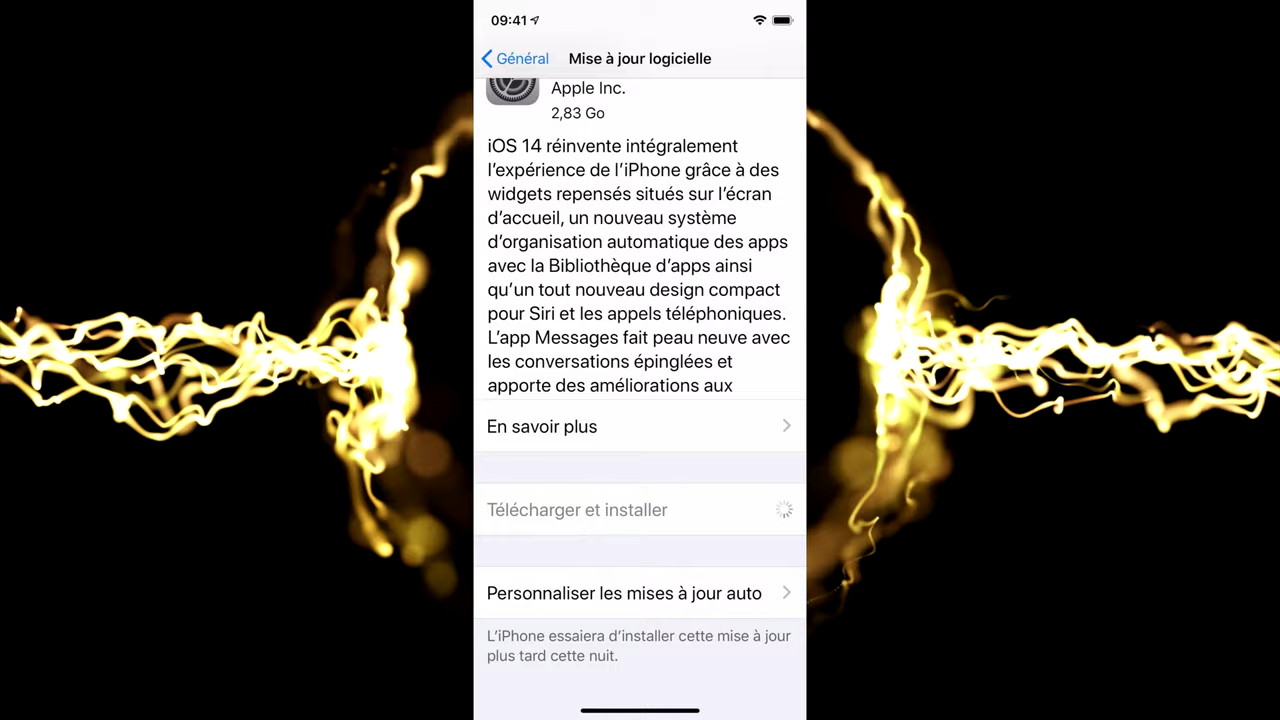 09:41
Général
Mise à jour logicielle
Apple Inc.
2,83 Go
iOS 14 réinvente intégralement
l’expérience de l’iPhone grâce à des
widgets repensés situés sur l’écran
d’accueil, un nouveau système
d’organisation automatique des apps
avec la Bibliothèque d’apps ainsi
qu’un tout nouveau design compact
pour Siri et les appels téléphoniques.
L’app Messages fait peau neuve avec
les conversations épinglées et
apporte des améliorations aux
En savoir plus
Télécharger et installer
Personnaliser les mises à jour auto
L’iPhone essaiera d’installer cette mise à jour
plus tard cette nuit.